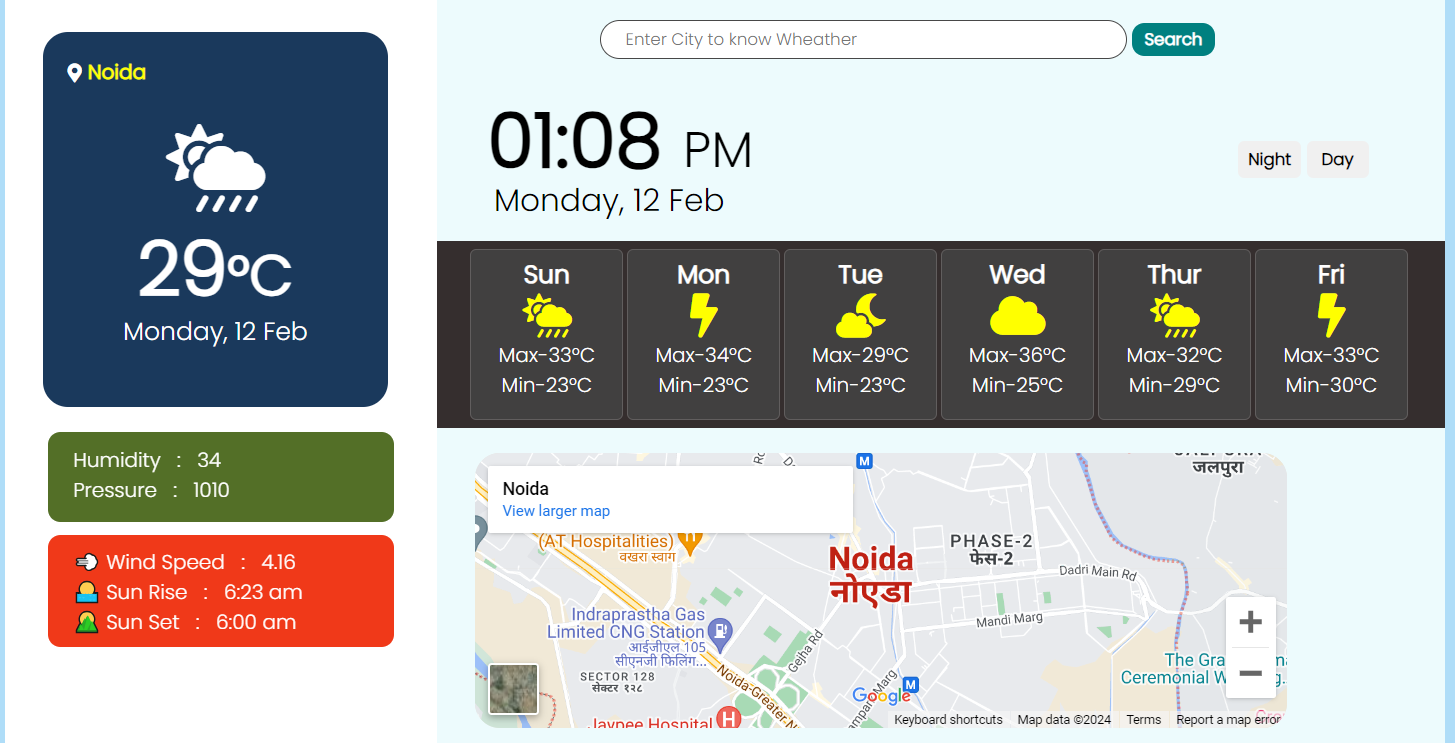 Noida
29°C
Monday, 12 Feb
Humidity : 34
Pressure : 1010
Wind Speed : 4.16
Sun Rise : 6:23 am
Sun Set : 6:00 am
Enter City to know Wheather
Search
01:08 PM
Monday, 12 Feb
Night Day
Sun
Max-33°C
Min-23°C
Mon
Max-34°C
Min-23°C
Tue
Max-29°C
Min-23°C
Wed
Max-36°C
Min-25°C
Thur
Max-32°C
Min-29°C
Fri
Max-33°C
Min-30°C
Noida
View larger map
M
जलपुरा
(AT Hospitalities)
वखरा स्वाग
Noida
नोएडा
PHASE-2
फेस-2
Dadri Main Rd
Indraprastha Gas
Limited CNG Station
आईजीएल 105
सीएनजी फिलिंग...
Mandi Marg
Gejha Rd
SECTOR 128
सेक्टर १२८
Noida-Greater
The Gra
Ceremonial W
Marg
M
Google
Jaypee Hospital
H
Keyboard shortcuts
Map data ©2024
Terms
Report a map error